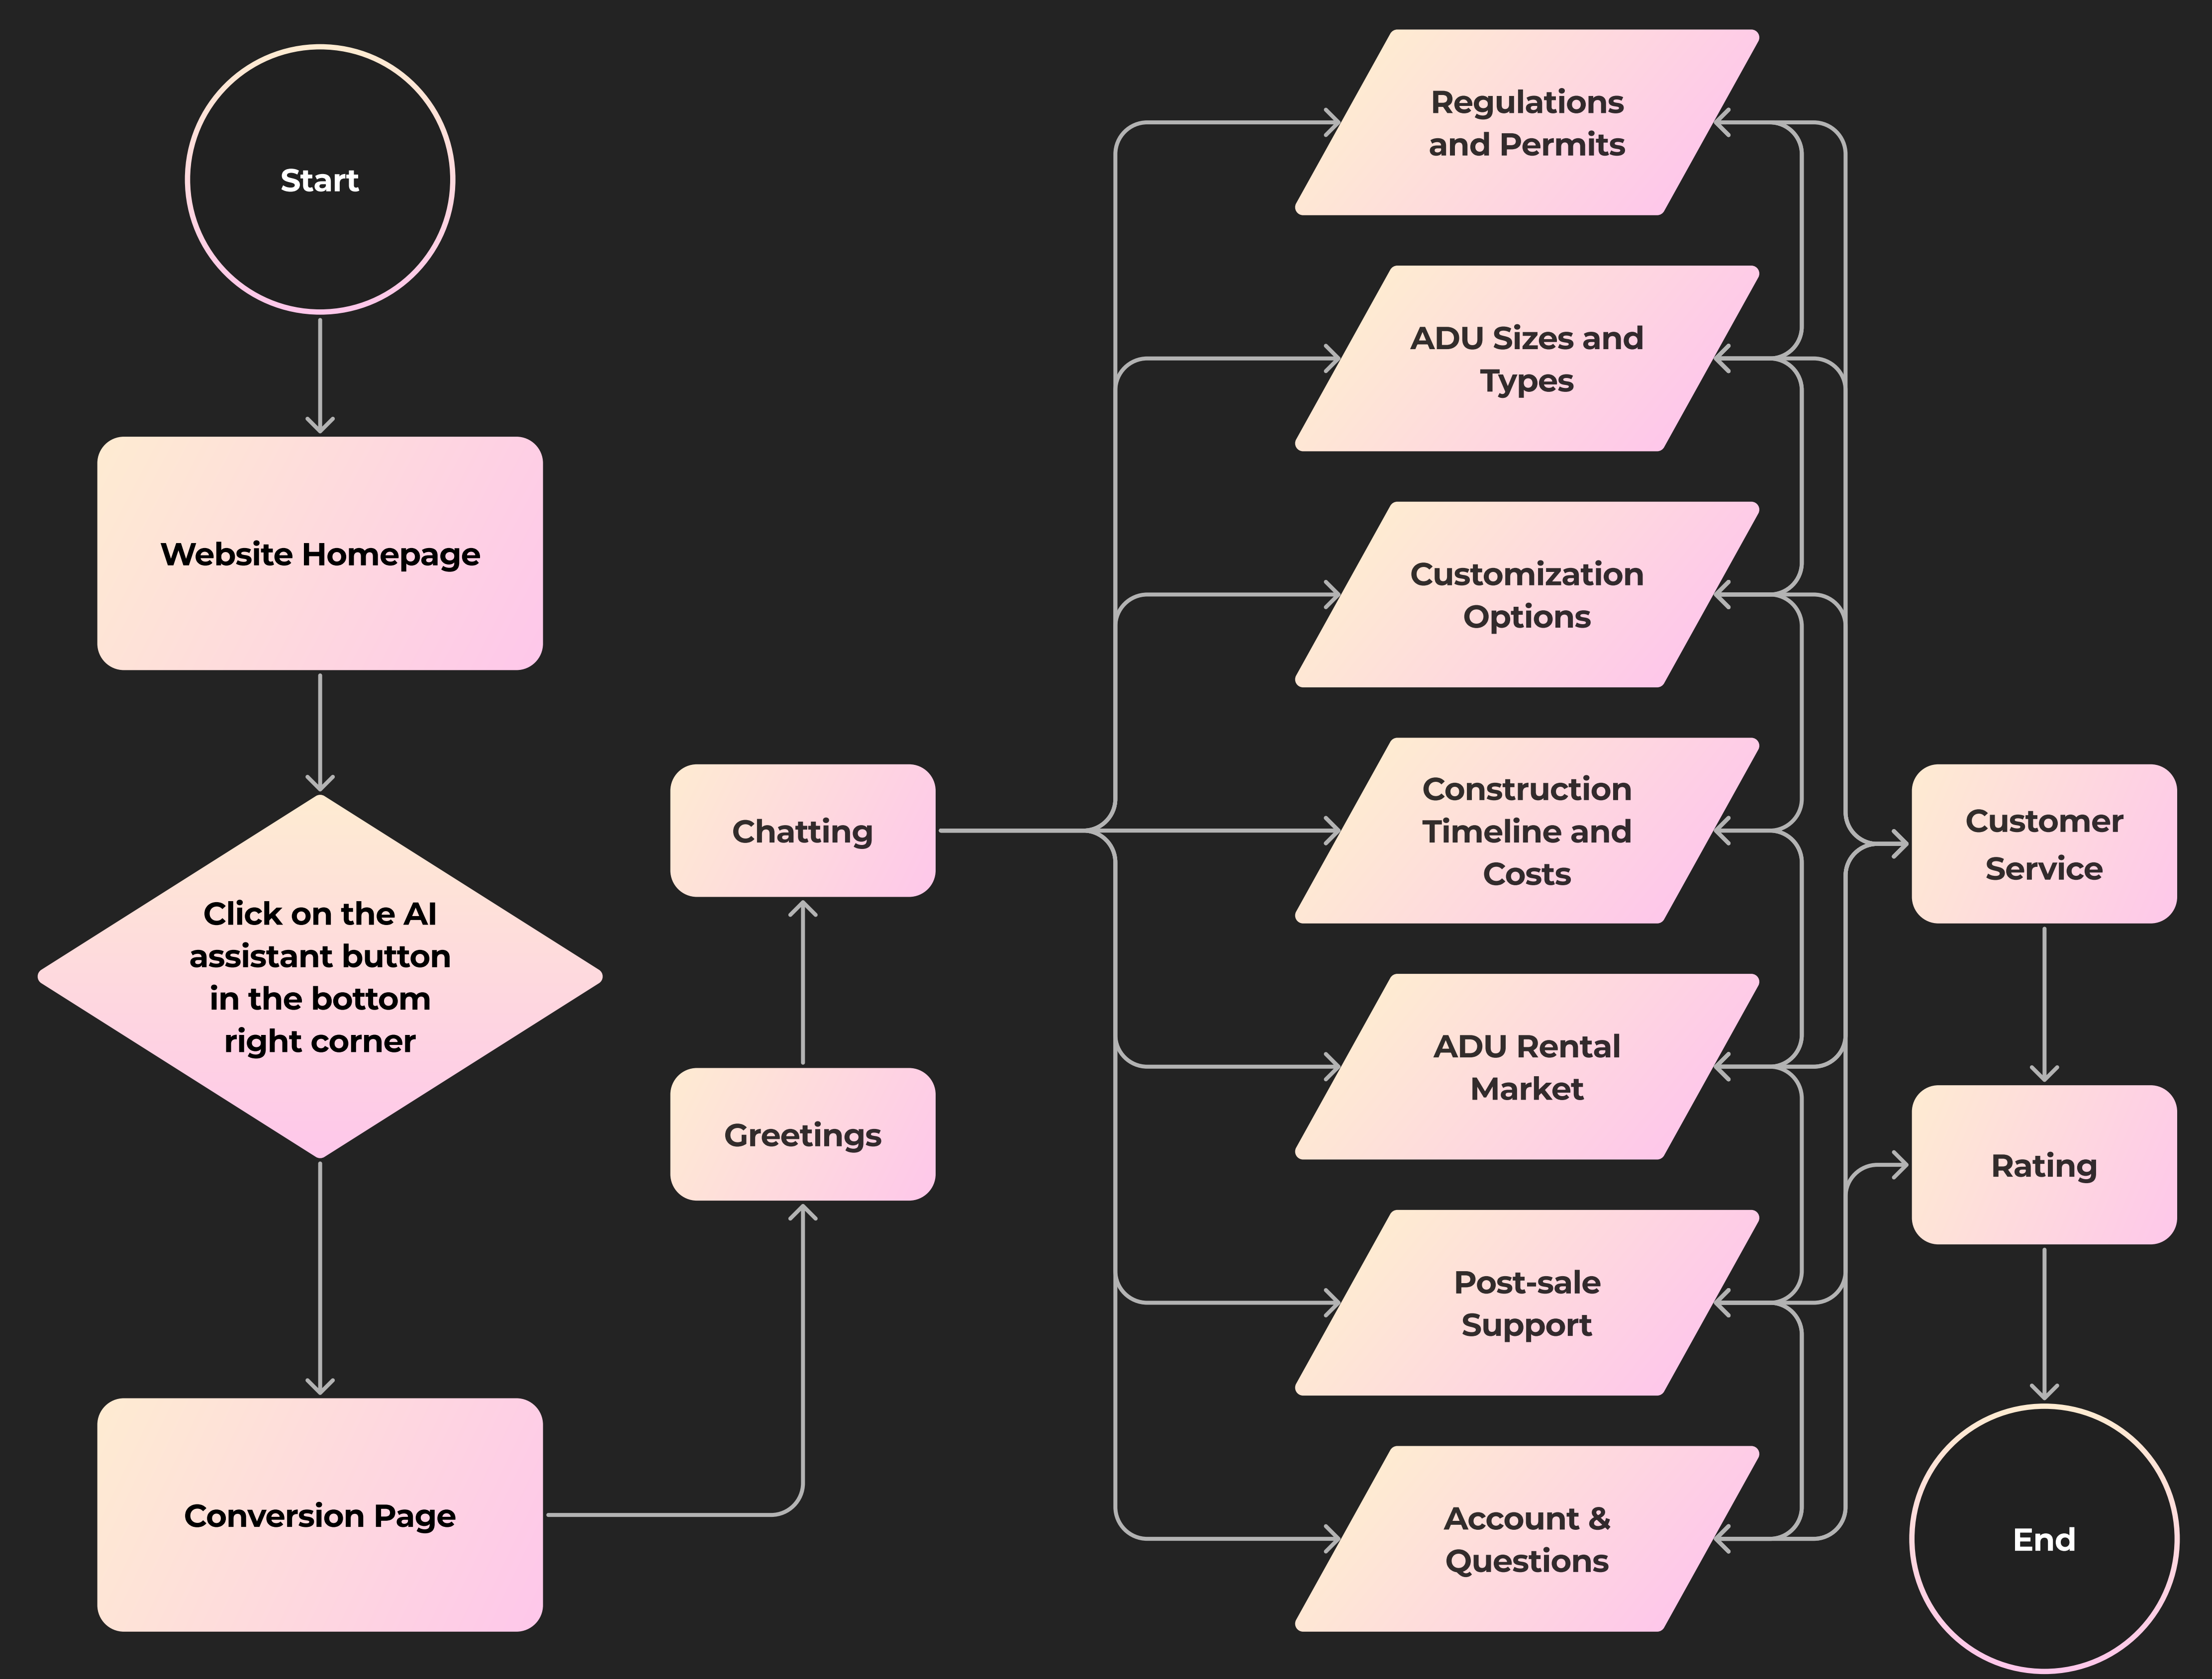 Start
Website Homepage
Click on the AI
assistant button
in the bottom
right corner
Conversion Page
Greetings
Chatting
Regulations
and Permits
ADU Sizes and
Types
Customization
Options
Construction
Timeline and
Costs
ADU Rental
Market
Post-sale
Support
Account &
Questions
Customer
Service
Rating
End